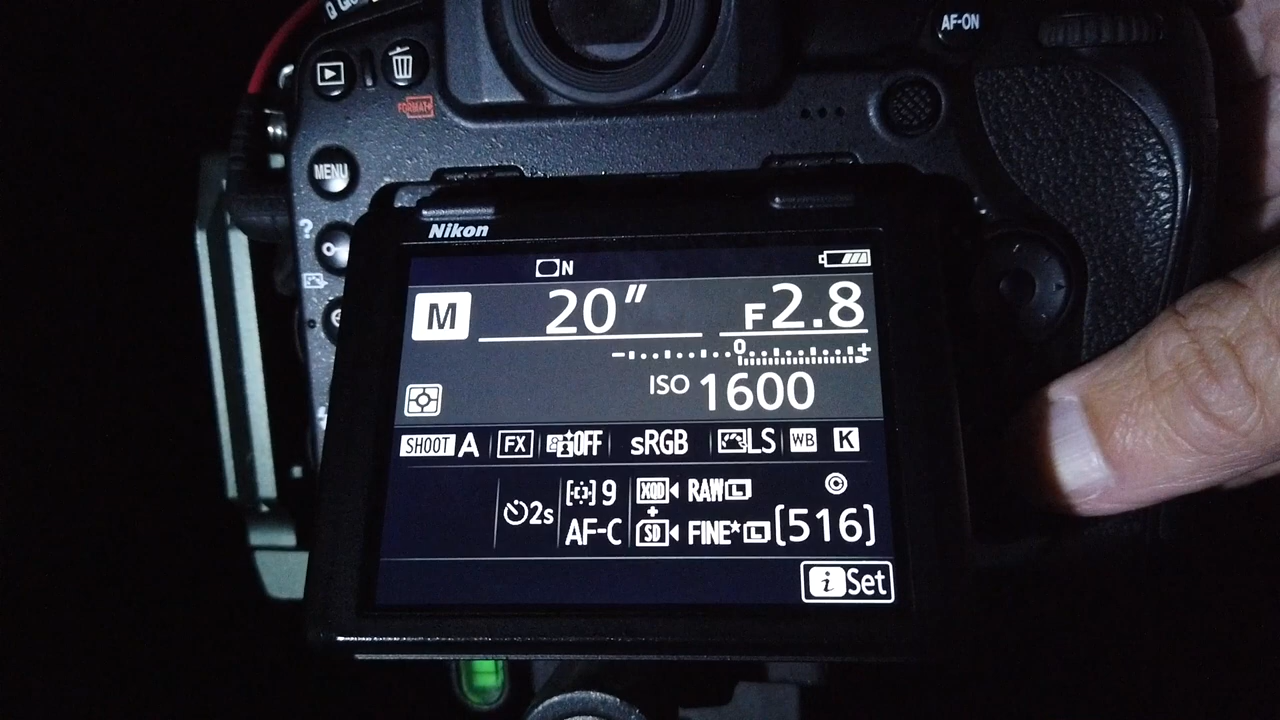 AF-ON
FORMAT
MENU
?
Nikon
N
M 20" F2.8
− 0 +
ISO 1600
SHOOT A FX OFF sRGB LS WB K
[ ] 9 XQD RAW L ©
2s +
AF-C SD FINE★ L [516]
i Set